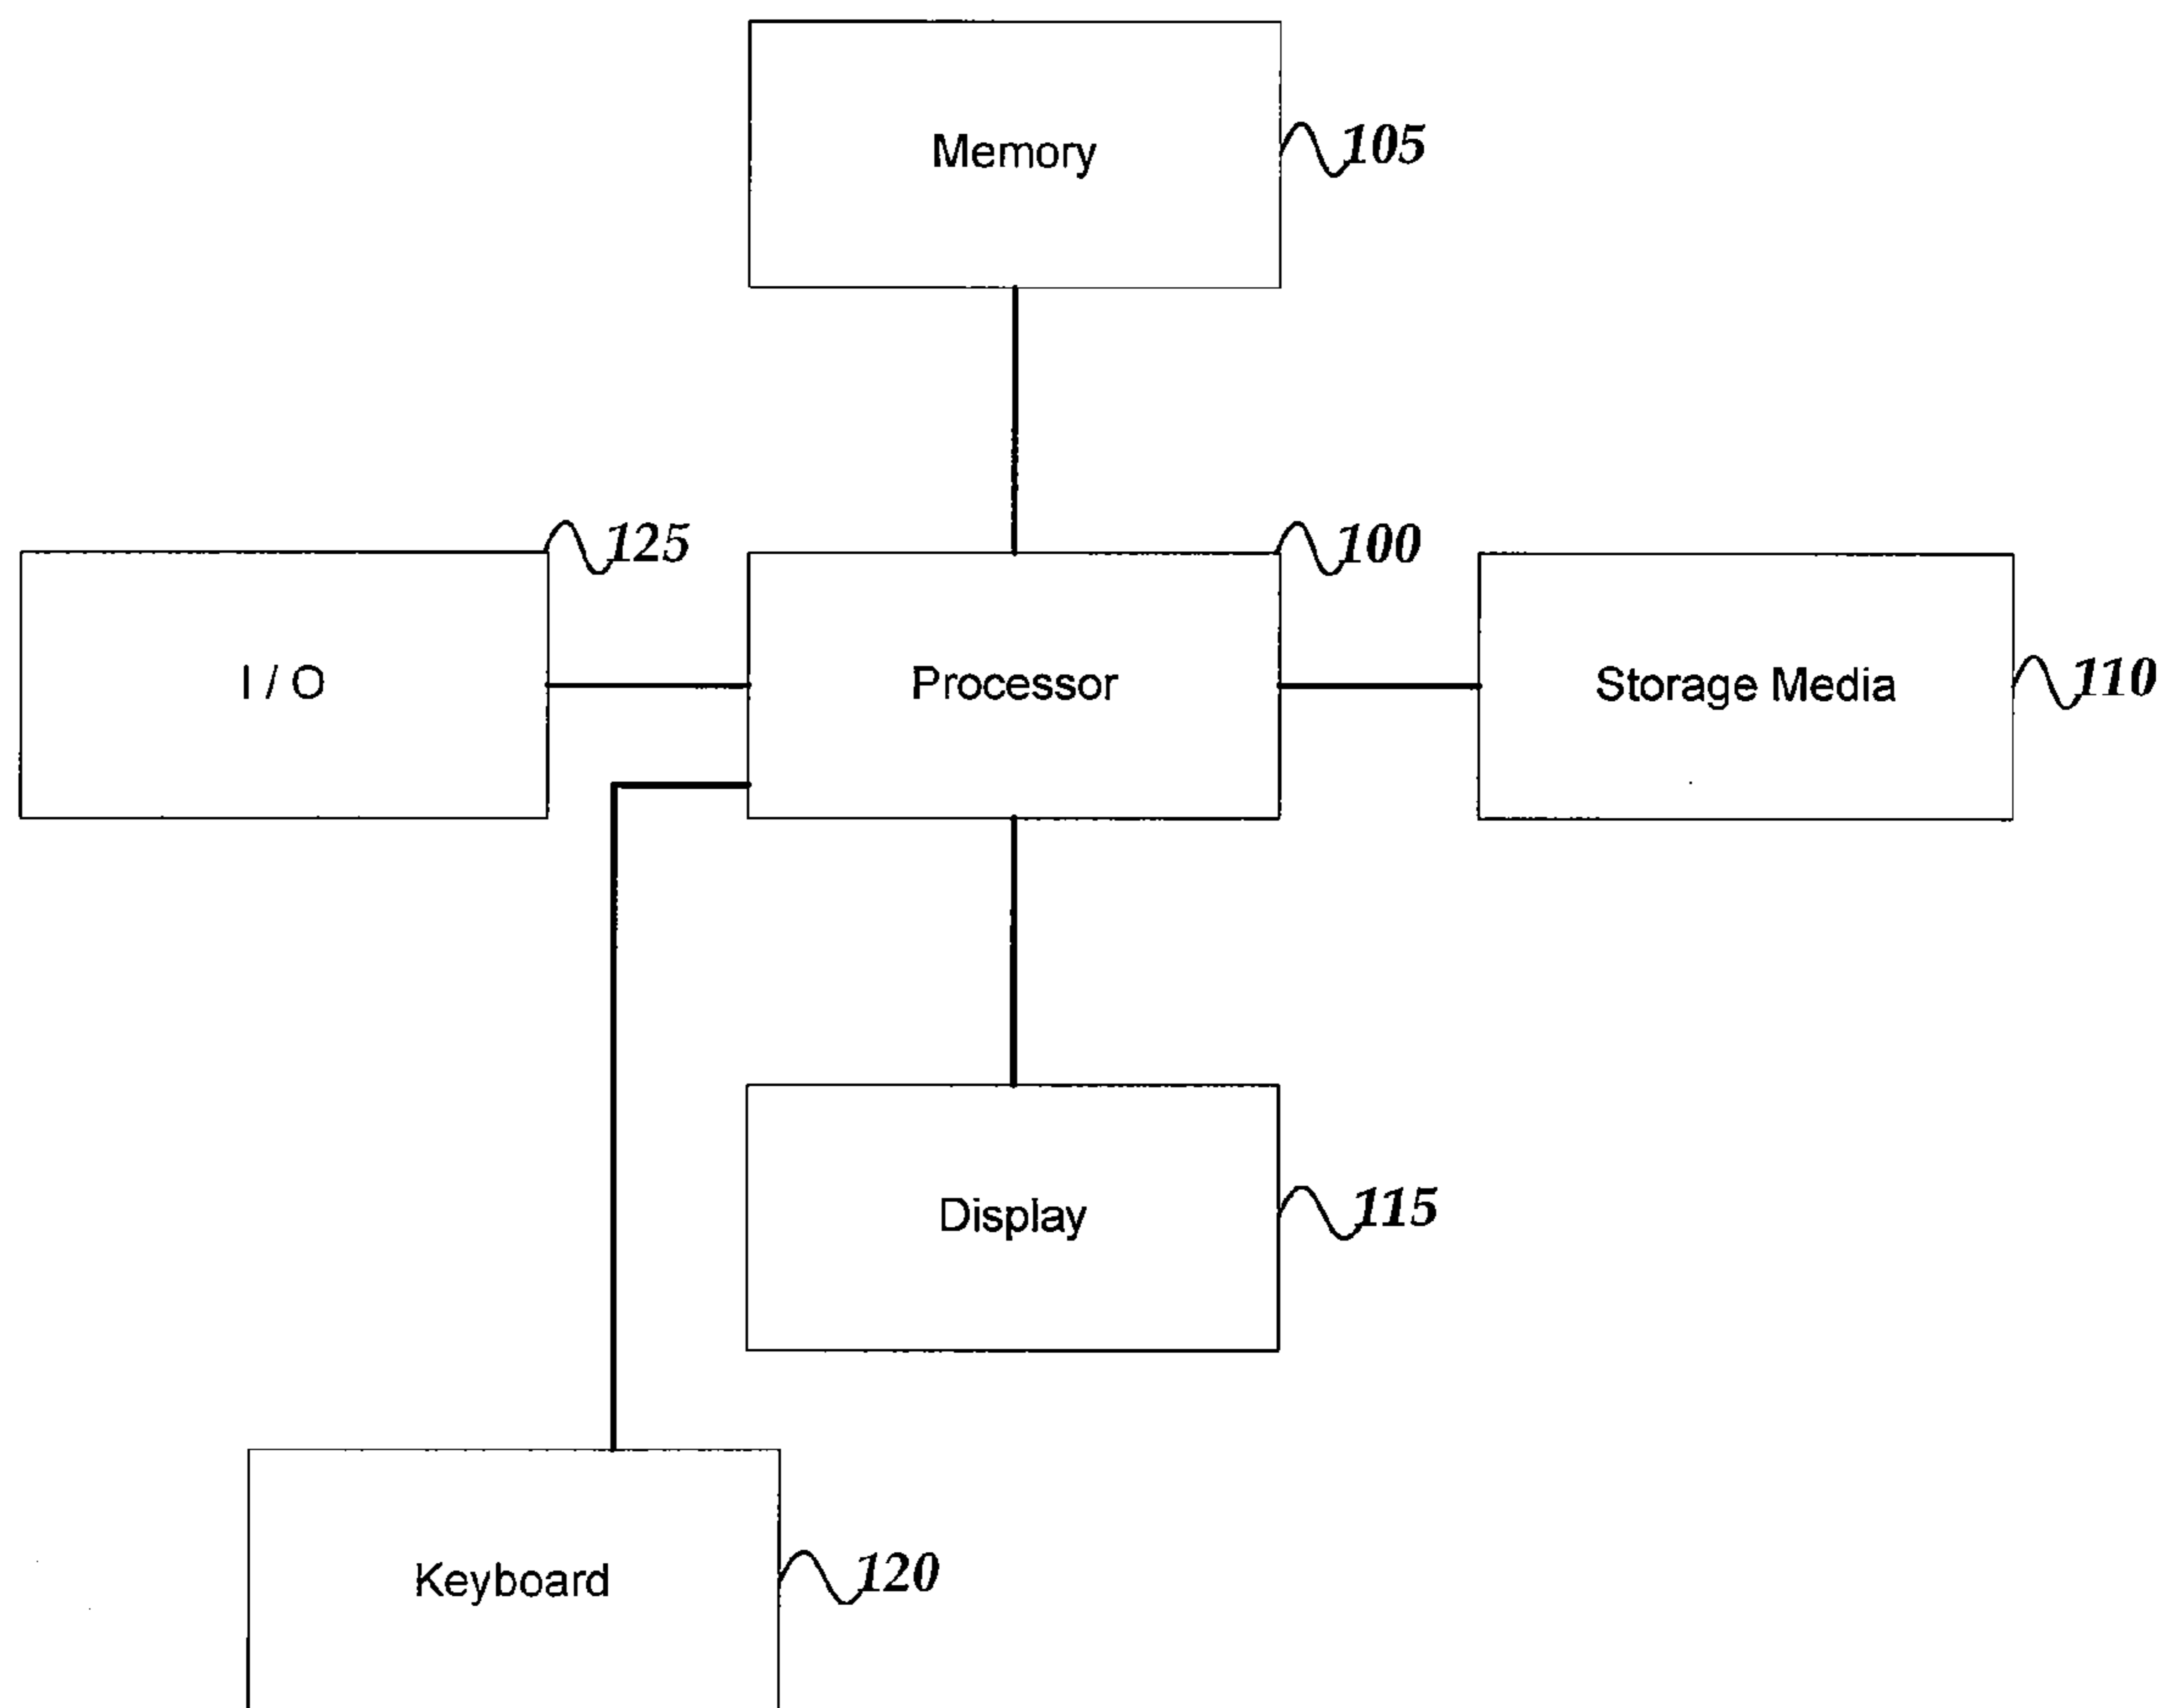 Memory
105
125
100
I / O
Processor
Storage Media
110
Display
115
Keyboard
120